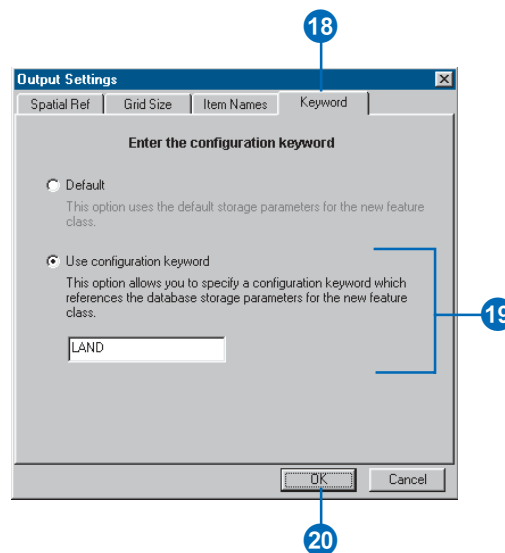 18
Output Settings
Spatial Ref
Grid Size
Item Names
Keyword
Enter the configuration keyword
Default
This option uses the default storage parameters for the new feature
class.
Use configuration keyword
This option allows you to specify a configuration keyword which
references the database storage parameters for the new feature
class.
19
LAND
OK
Cancel
20